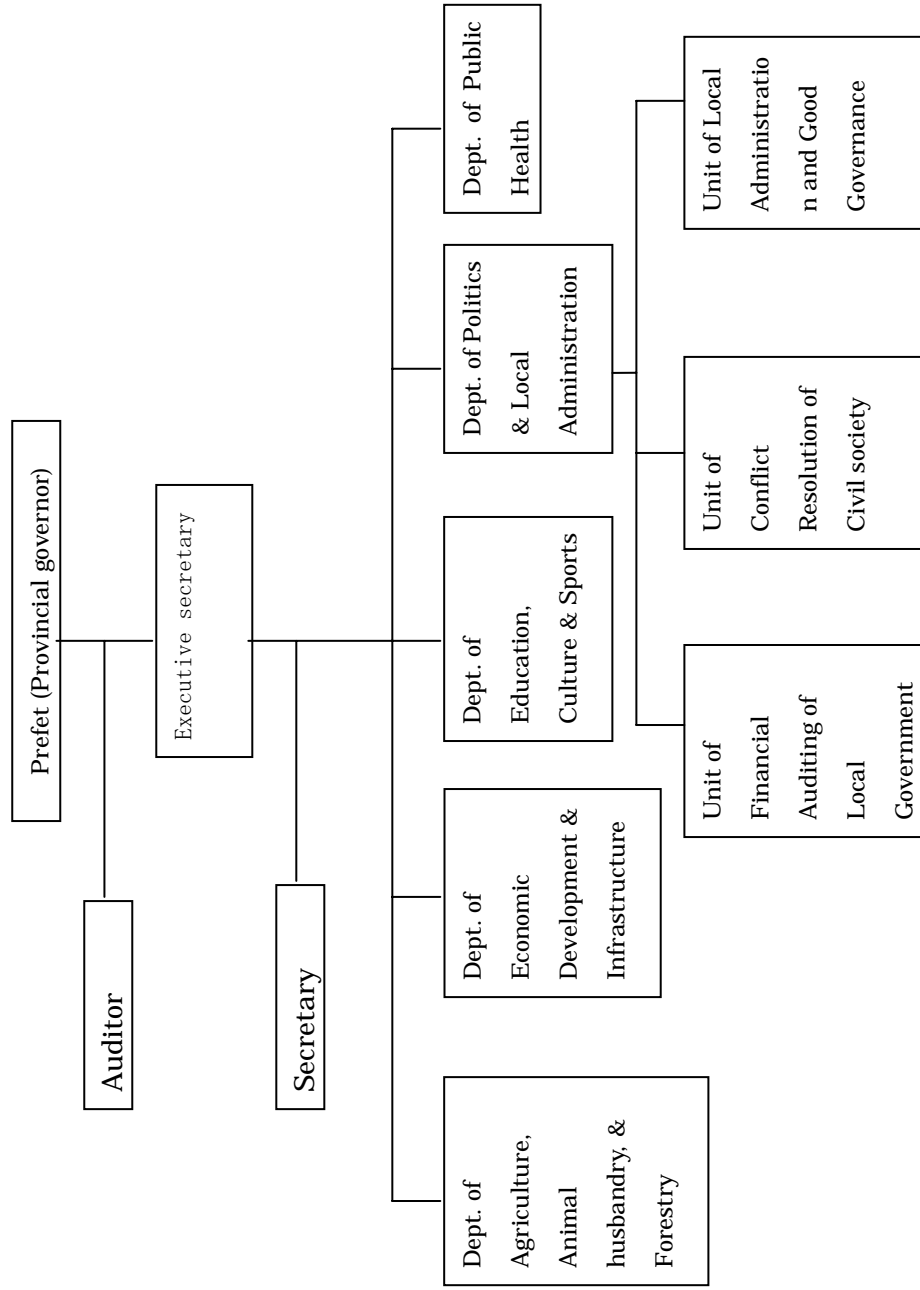 Prefet (Provincial governor)
Auditor
Executive secretary
Secretary
Dept. of
Agriculture,
Animal
husbandry, &
Forestry
Dept. of
Economic
Development &
Infrastructure
Dept. of
Education,
Culture & Sports
Dept. of Politics
& Local
Administration
Dept. of Public
Health
Unit of
Financial
Auditing of
Local
Government
Unit of
Conflict
Resolution of
Civil society
Unit of Local
Administratio
n and Good
Governance